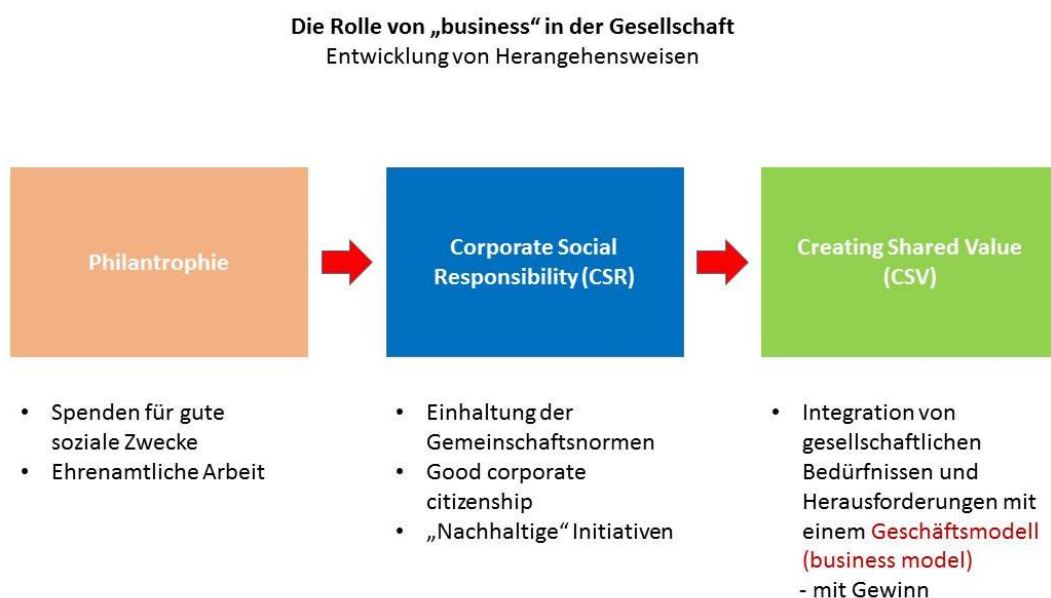 Die Rolle von „business“ in der Gesellschaft
Entwicklung von Herangehensweisen
Philantrophie
Corporate Social
Responsibility (CSR)
Creating Shared Value
(CSV)
• Spenden für gute
soziale Zwecke
• Ehrenamtliche Arbeit
• Einhaltung der
Gemeinschaftsnormen
• Good corporate
citizenship
• „Nachhaltige“ Initiativen
• Integration von
gesellschaftlichen
Bedürfnissen und
Herausforderungen mit
einem Geschäftsmodell
(business model)
- mit Gewinn